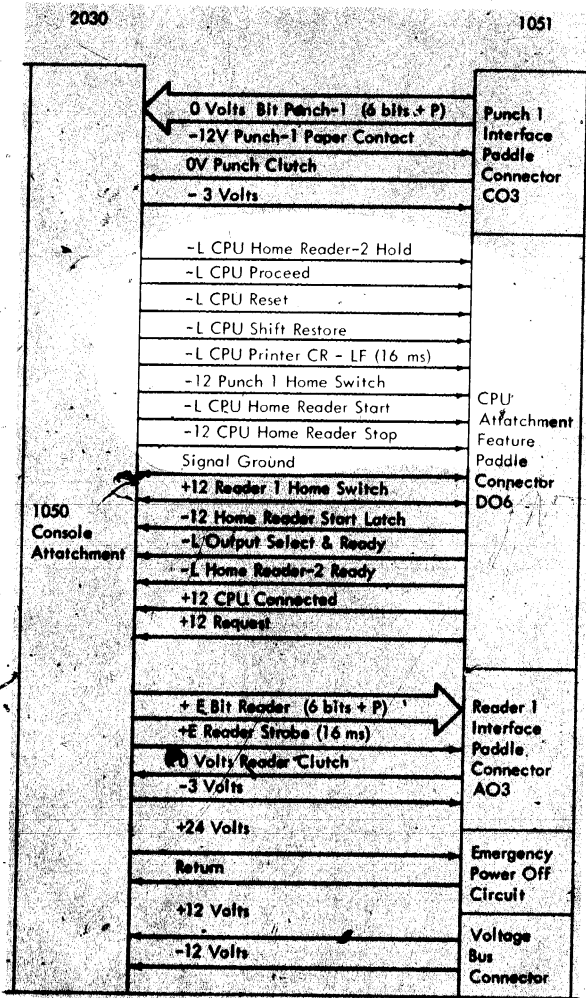 2030
1051
0 Volts Bit Punch-1 (6 bits + P)
-12V Punch-1 Paper Contact
0V Punch Clutch
- 3 Volts
Punch 1
Interface
Paddle
Connector
CO3
-L CPU Home Reader-2 Hold
-L CPU Proceed
-L CPU Reset
-L CPU Shift Restore
-L CPU Printer CR - LF (16 ms)
-12 Punch 1 Home Switch
-L CPU Home Reader Start
-12 CPU Home Reader Stop
Signal Ground
+12 Reader 1 Home Switch
-12 Home Reader Start Latch
-L Output Select & Ready
-L Home Reader-2 Ready
+12 CPU Connected
+12 Request
CPU
Attatchment
Feature
Paddle
Connector
DO6
1050
Console
Attatchment
+ E Bit Reader (6 bits + P)
+E Reader Strobe (16 ms)
0 Volts Reader Clutch
-3 Volts
Reader 1
Interface
Paddle
Connector
AO3
+24 Volts
Return
Emergency
Power Off
Circuit
+12 Volts
-12 Volts
Voltage
Bus
Connector